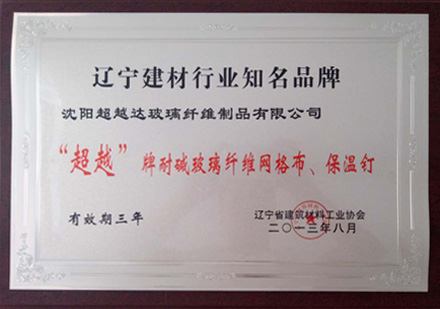 辽宁建材行业知名品牌
沈阳超越达玻璃纤维制品有限公司
“超越”牌耐碱玻璃纤维网格布、保温钉
有效期三年
辽宁省建筑材料工业协会
二〇一三年八月